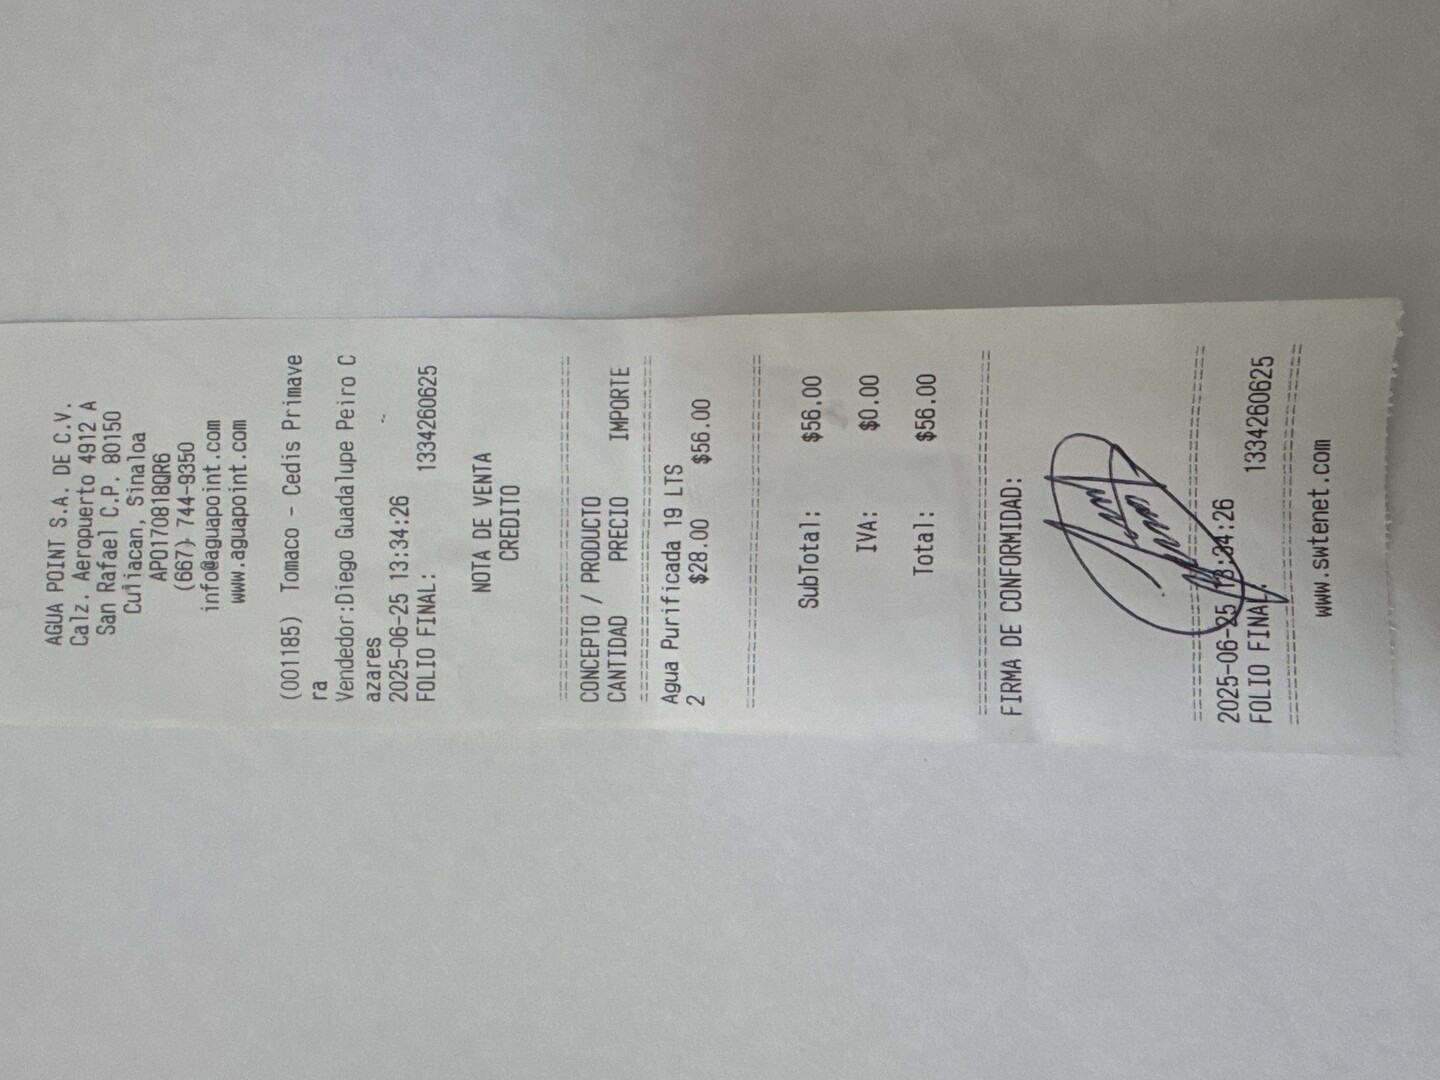 AGUA POINT S.A. DE C.V.
Calz. Aeropuerto 4912 A
San Rafael C.P. 80150
Culiacan, Sinaloa
APO170818QR6
(667) 744-9350
info@aguapoint.com
www.aguapoint.com
(001185) Tomaco - Cedis Primave
ra
Vendedor:Diego Guadalupe Peiro C
azares
2025-06-25 13:34:26
FOLIO FINAL: 1334260625
NOTA DE VENTA
CREDITO
CONCEPTO / PRODUCTO
CANTIDAD PRECIO IMPORTE
Agua Purificada 19 LTS
2 $28.00 $56.00
SubTotal: $56.00
IVA: $0.00
Total: $56.00
FIRMA DE CONFORMIDAD:
2025-06-25 13:34:26
FOLIO FINAL: 1334260625
www.swtenet.com